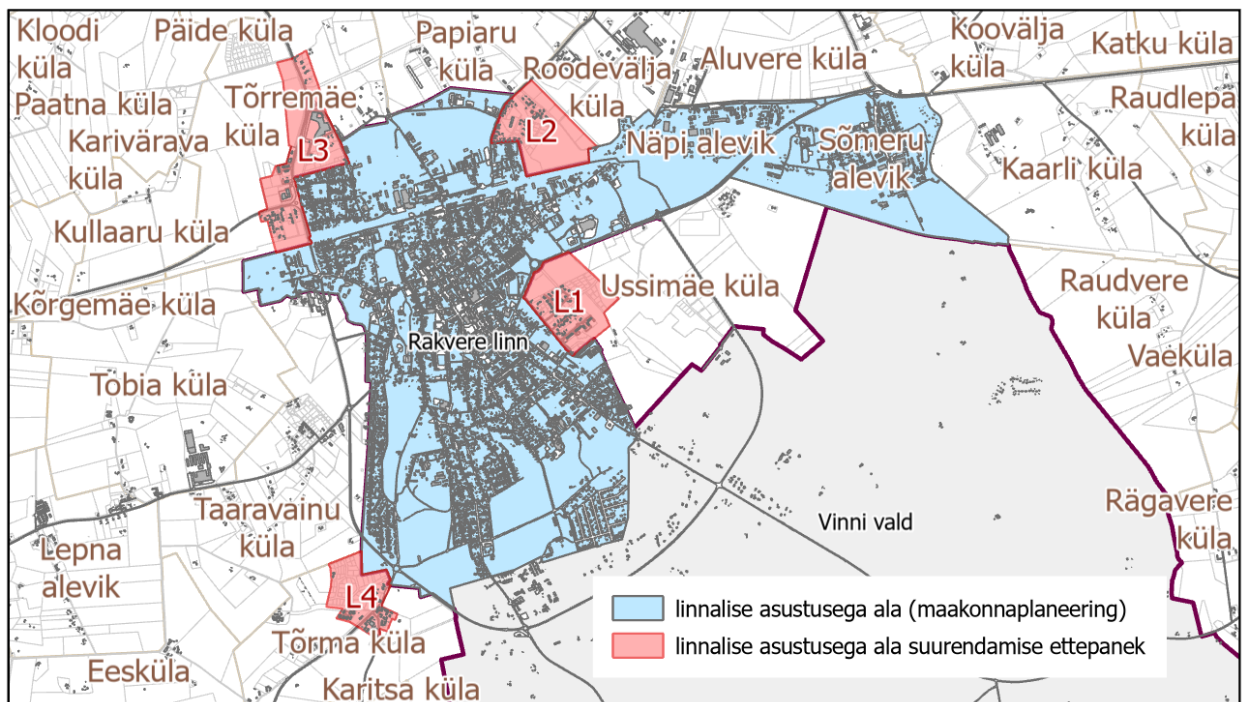 Kloodi
küla
Päide küla
Papiaru
küla
Roodevälja
küla
Aluvere küla
Koovälja
küla
Katku küla
Paatna küla
Tõrremäe
küla
Karivärava
küla
Raudlepa
küla
L3
L2
Näpi alevik
Sõmeru
alevik
Kaarli küla
Kullaaru küla
Kõrgemäe küla
L1
Ussimäe küla
Raudvere
küla
Vaeküla
Rakvere linn
Tobia küla
Taaravainu
küla
Vinni vald
Rägavere
küla
Lepna
alevik
L4
Tõrma küla
Eesküla
Karitsa küla
linnalise asustusega ala (maakonnaplaneering)
linnalise asustusega ala suurendamise ettepanek